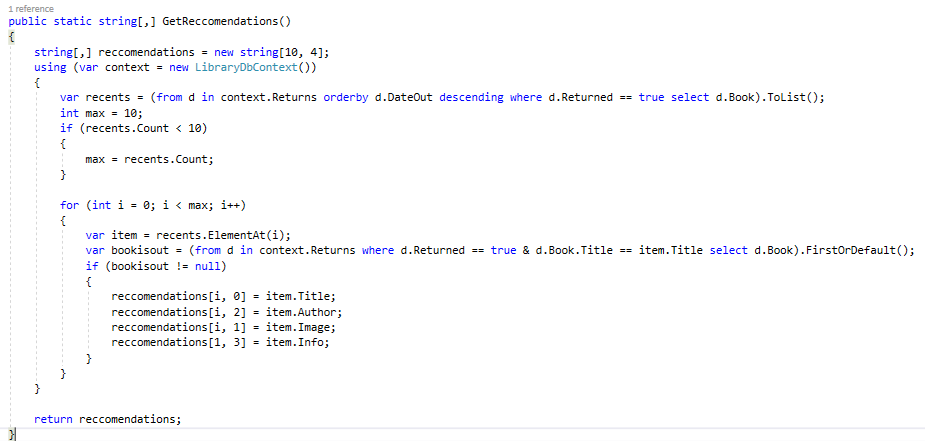 1 reference
public static string[,] GetReccomendations()
{
string[,] reccomendations = new string[10, 4];
using (var context = new LibraryDbContext())
{
var recents = (from d in context.Returns orderby d.DateOut descending where d.Returned == true select d.Book).ToList();
int max = 10;
if (recents.Count < 10)
{
max = recents.Count;
}
for (int i = 0; i < max; i++)
{
var item = recents.ElementAt(i);
var bookisout = (from d in context.Returns where d.Returned == true & d.Book.Title == item.Title select d.Book).FirstOrDefault();
if (bookisout != null)
{
reccomendations[i, 0] = item.Title;
reccomendations[i, 2] = item.Author;
reccomendations[i, 1] = item.Image;
reccomendations[1, 3] = item.Info;
}
}
}
return reccomendations;
}